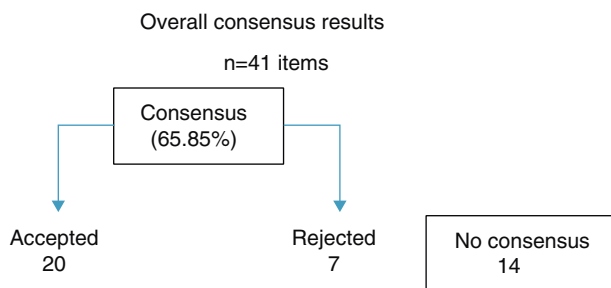 Overall consensus results
n=41 items
Consensus
(65.85%)
Accepted
20
Rejected
7
No consensus
14